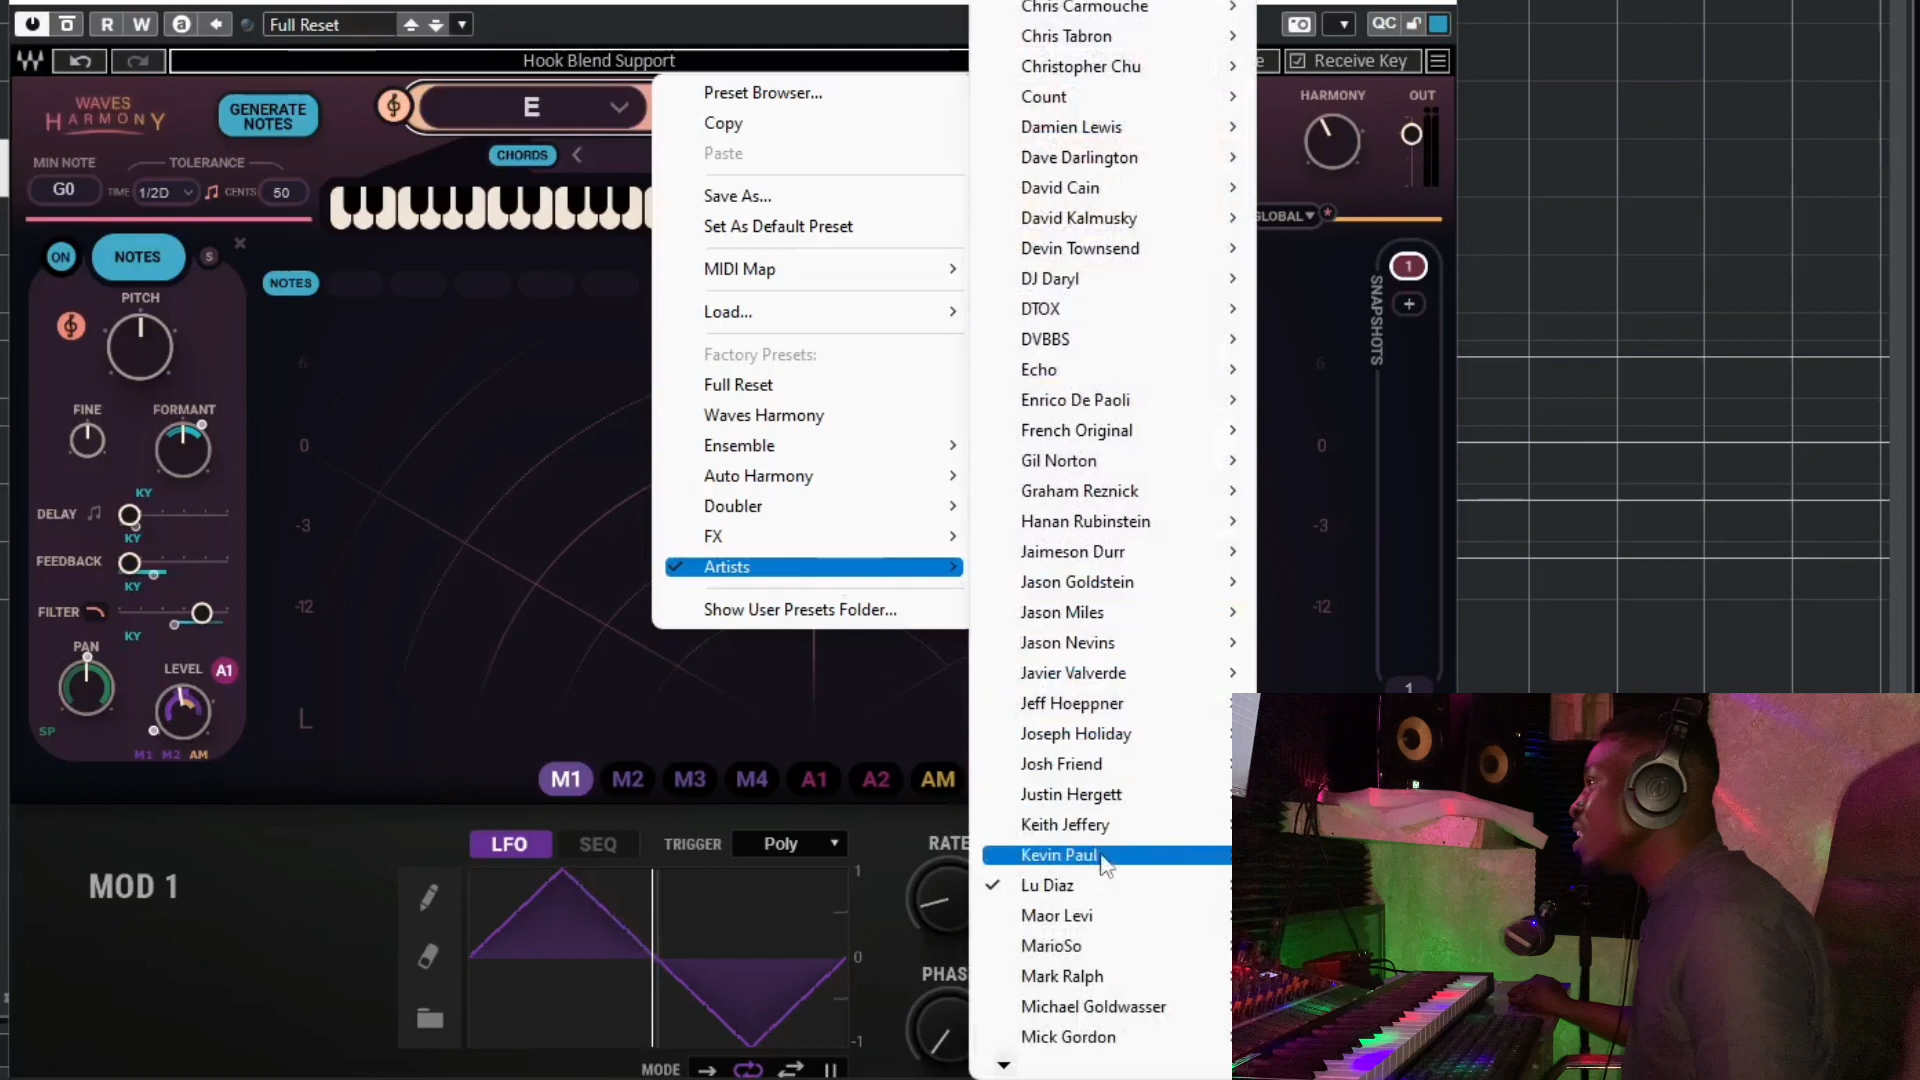 R W a Full Reset QC
Hook Blend Support e Receive Key
WAVES
HARMONY
GENERATE
NOTES
E
HARMONY OUT
MIN NOTE TOLERANCE
G0 TIME 1/2D CENTS 50
CHORDS
GLOBAL *
ON NOTES S
NOTES
PITCH
FINE FORMANT
KY
DELAY
KY
FEEDBACK
KY
FILTER
KY
PAN
LEVEL A1
SP
M1 M2 AM
6
0
-3
-12
L
M1 M2 M3 M4 A1 A2 AM
6
0
-3
-12
SNAPSHOTS
1
+
1
MOD 1
LFO SEQ TRIGGER Poly
1
0
-1
MODE
RATE
PHAS
Preset Browser...
Copy
Paste
Save As...
Set As Default Preset
MIDI Map
Load...
Factory Presets:
Full Reset
Waves Harmony
Ensemble
Auto Harmony
Doubler
FX
Artists
Show User Presets Folder...
Chris Carmouche
Chris Tabron
Christopher Chu
Count
Damien Lewis
Dave Darlington
David Cain
David Kalmusky
Devin Townsend
DJ Daryl
DTOX
DVBBS
Echo
Enrico De Paoli
French Original
Gil Norton
Graham Reznick
Hanan Rubinstein
Jaimeson Durr
Jason Goldstein
Jason Miles
Jason Nevins
Javier Valverde
Jeff Hoeppner
Joseph Holiday
Josh Friend
Justin Hergett
Keith Jeffery
Kevin Paul
Lu Diaz
Maor Levi
MarioSo
Mark Ralph
Michael Goldwasser
Mick Gordon